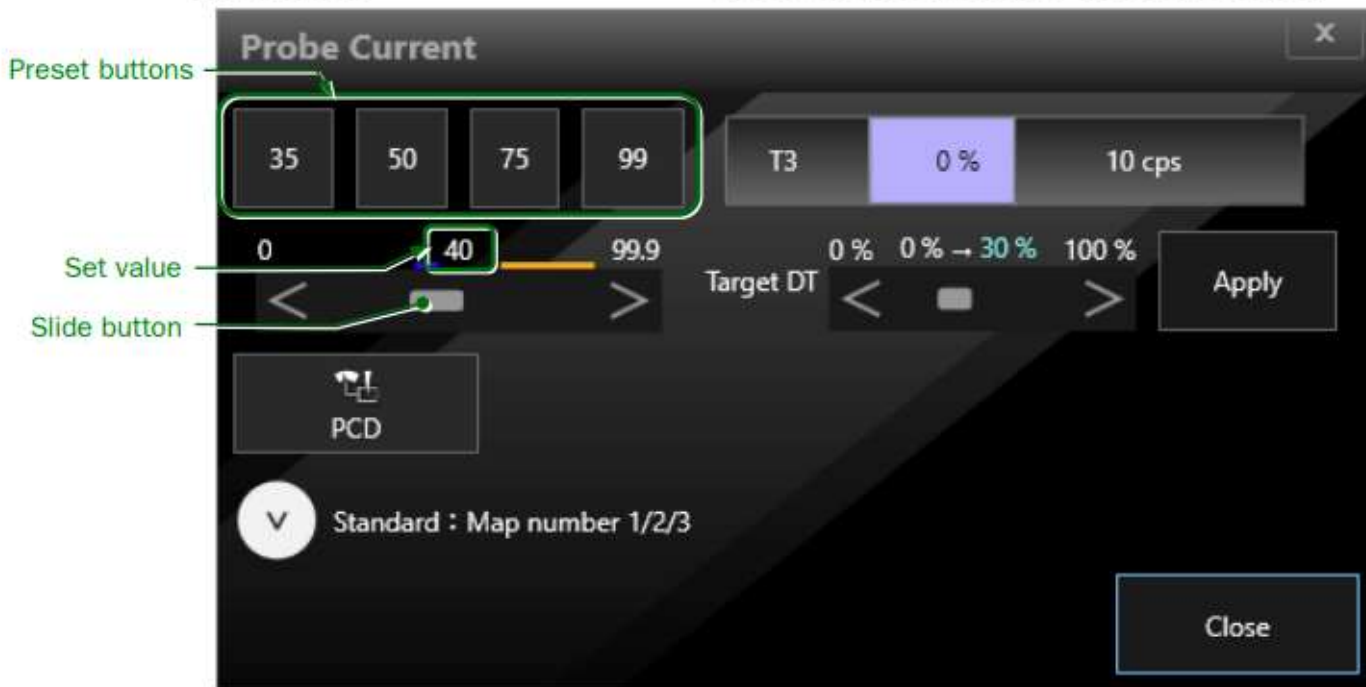 Probe Current
x
Preset buttons
35 50 75 99
T3 0 % 10 cps
0 40 99.9
0 % 0 % → 30 % 100 %
Set value
Target DT
Apply
< >
< >
Slide button
PCD
v Standard : Map number 1/2/3
Close